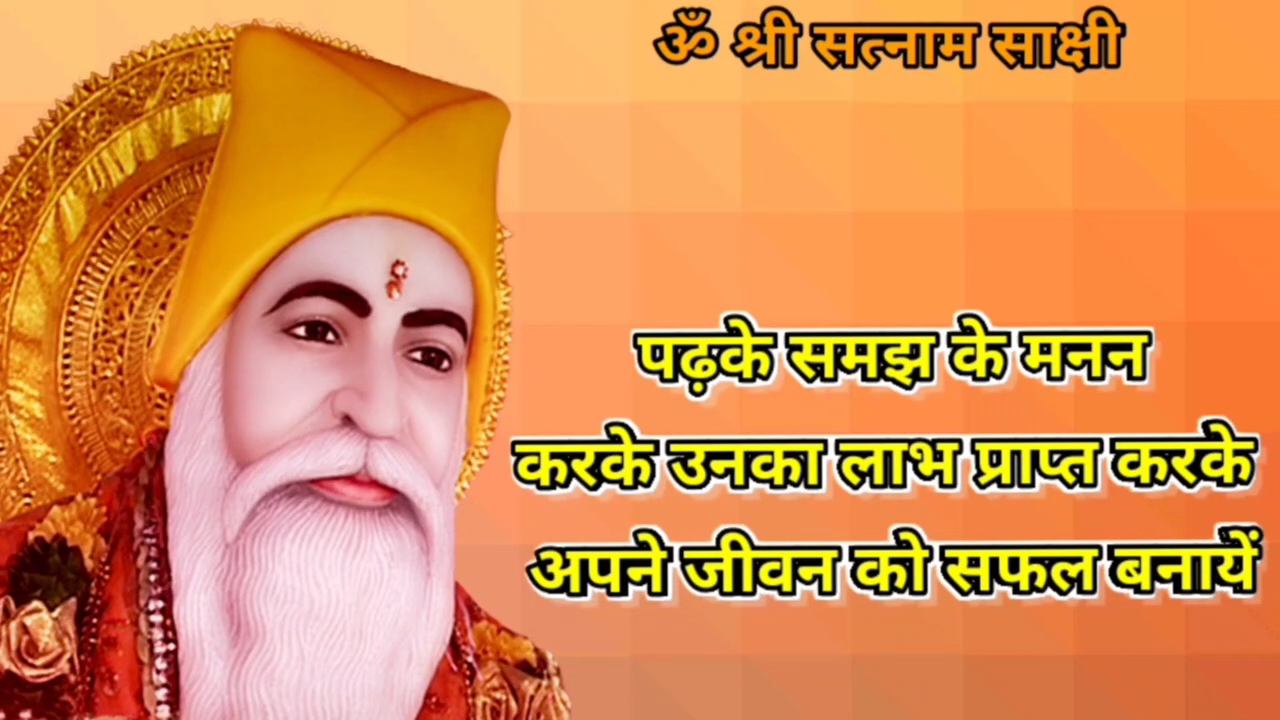 ॐ श्री सत्नाम साक्षी
पढ़के समझ के मनन
करके उनका लाभ प्राप्त करके
अपने जीवन को सफल बनायें